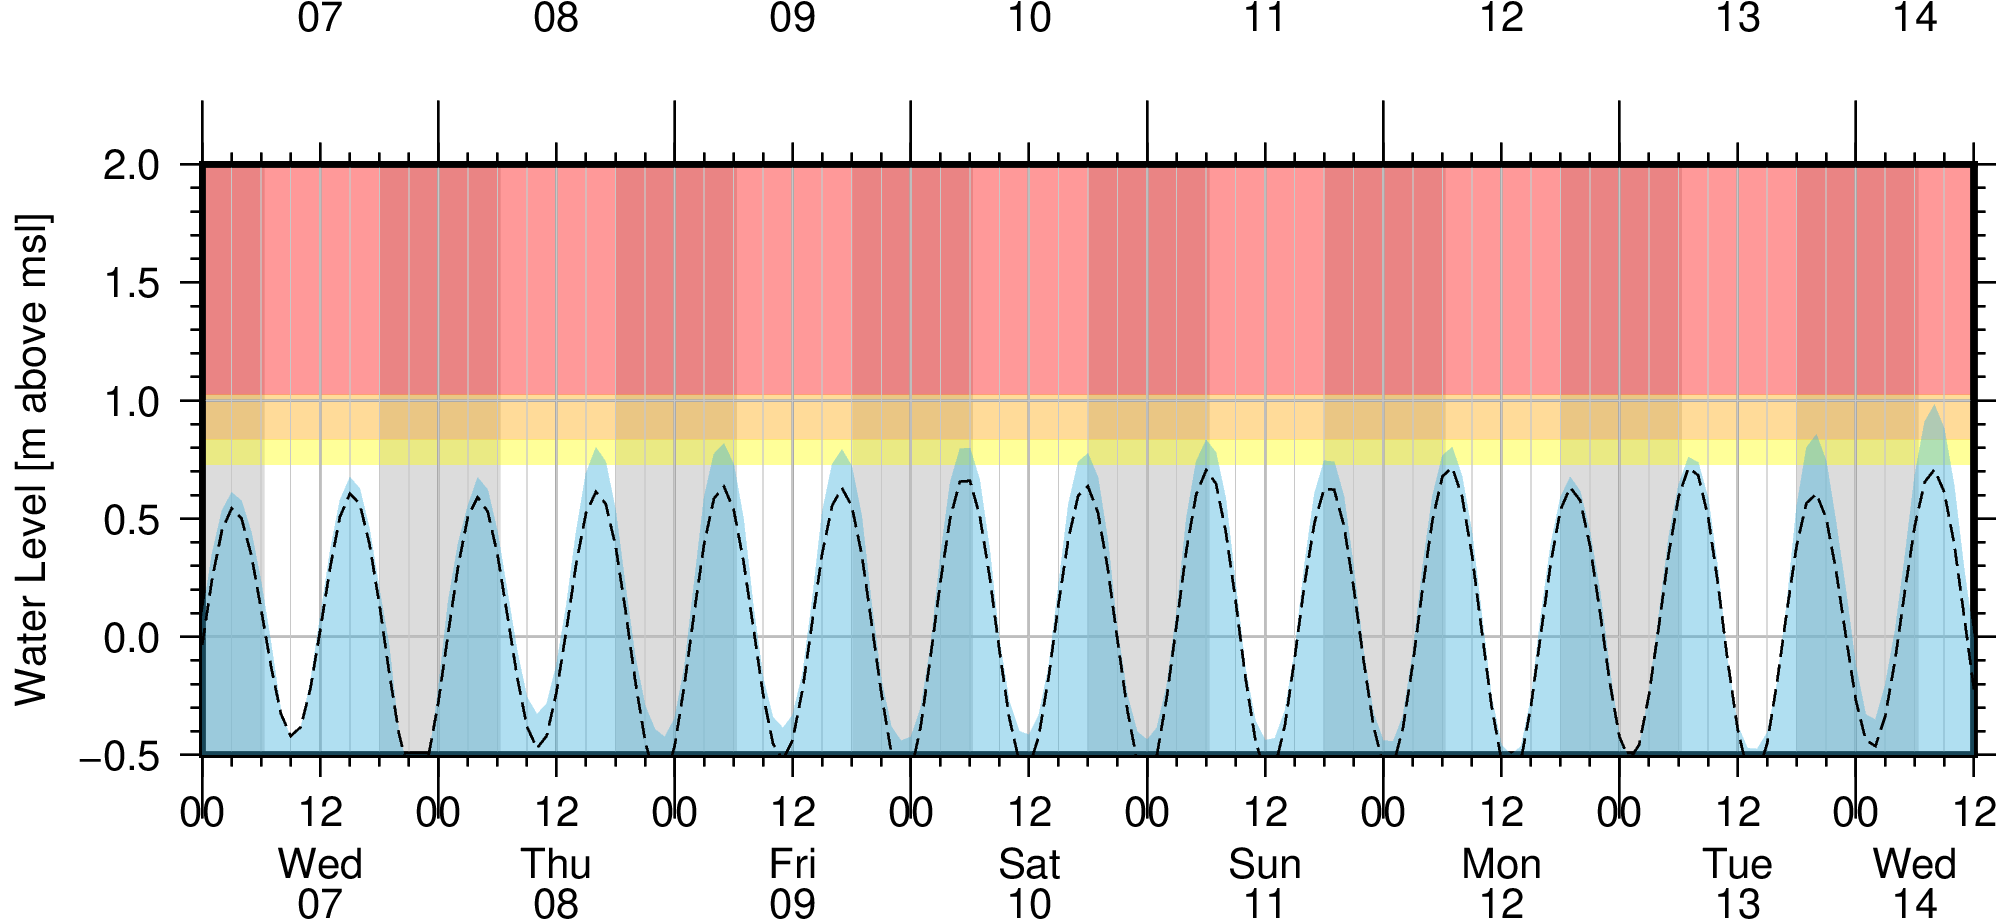 07 08 09 10 11 12 13 14
2.0
1.5
1.0
0.5
0.0
−0.5
Water Level [m above msl]
00 12 00 12 00 12 00 12 00 12 00 12 00 12 00 12
Wed Thu Fri Sat Sun Mon Tue Wed
07 08 09 10 11 12 13 14